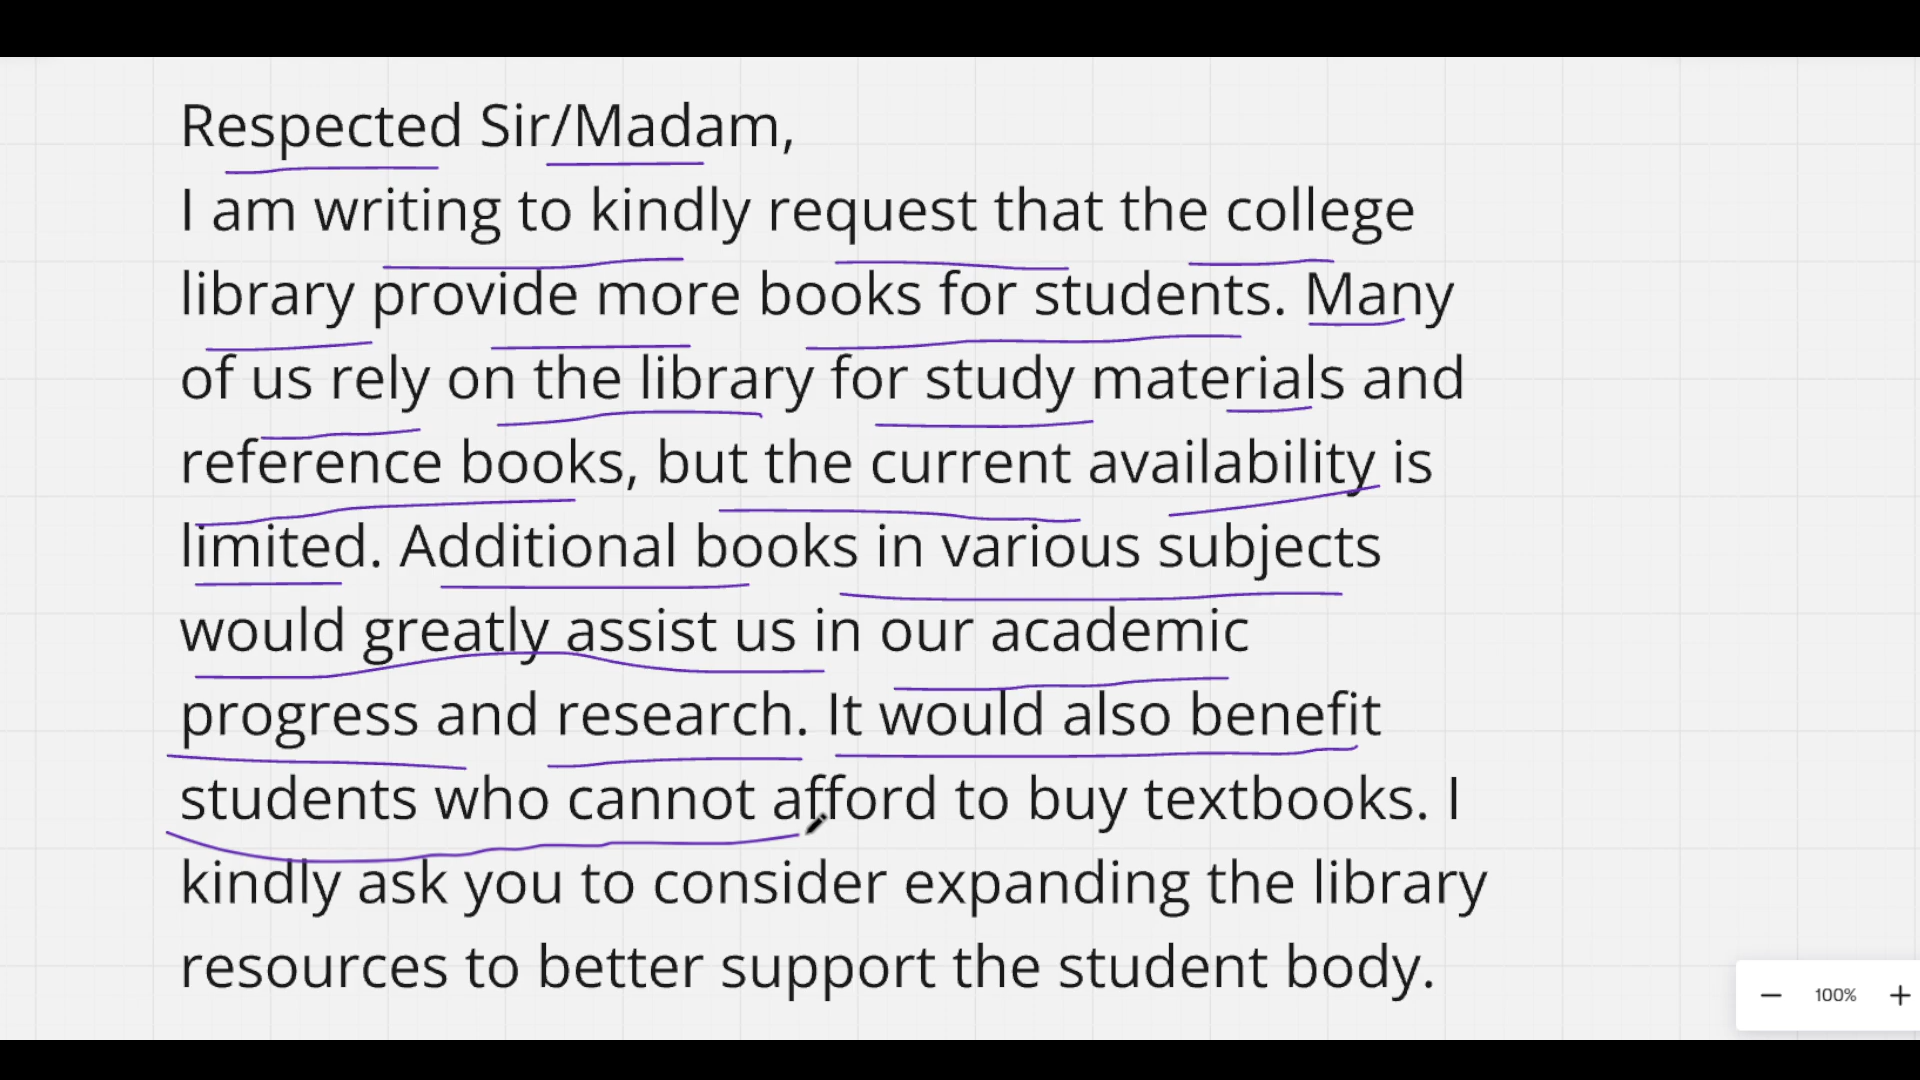 Respected Sir/Madam,
I am writing to kindly request that the college
library provide more books for students. Many
of us rely on the library for study materials and
reference books, but the current availability is
limited. Additional books in various subjects
would greatly assist us in our academic
progress and research. It would also benefit
students who cannot afford to buy textbooks. I
kindly ask you to consider expanding the library
resources to better support the student body.
100%